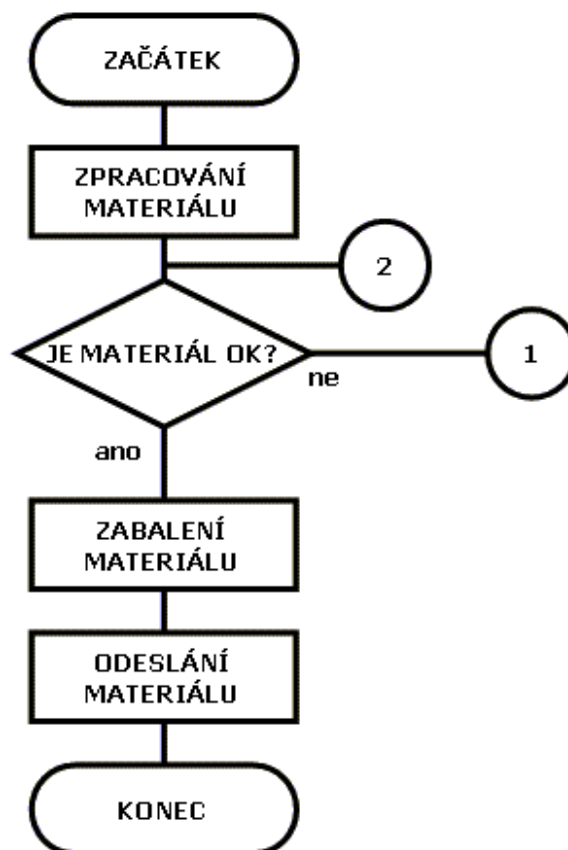 ZAČÁTEK
ZPRACOVÁNÍ
MATERIÁLU
2
JE MATERIÁL OK?
1
ne
ano
ZABALENÍ
MATERIÁLU
ODESLÁNÍ
MATERIÁLU
KONEC